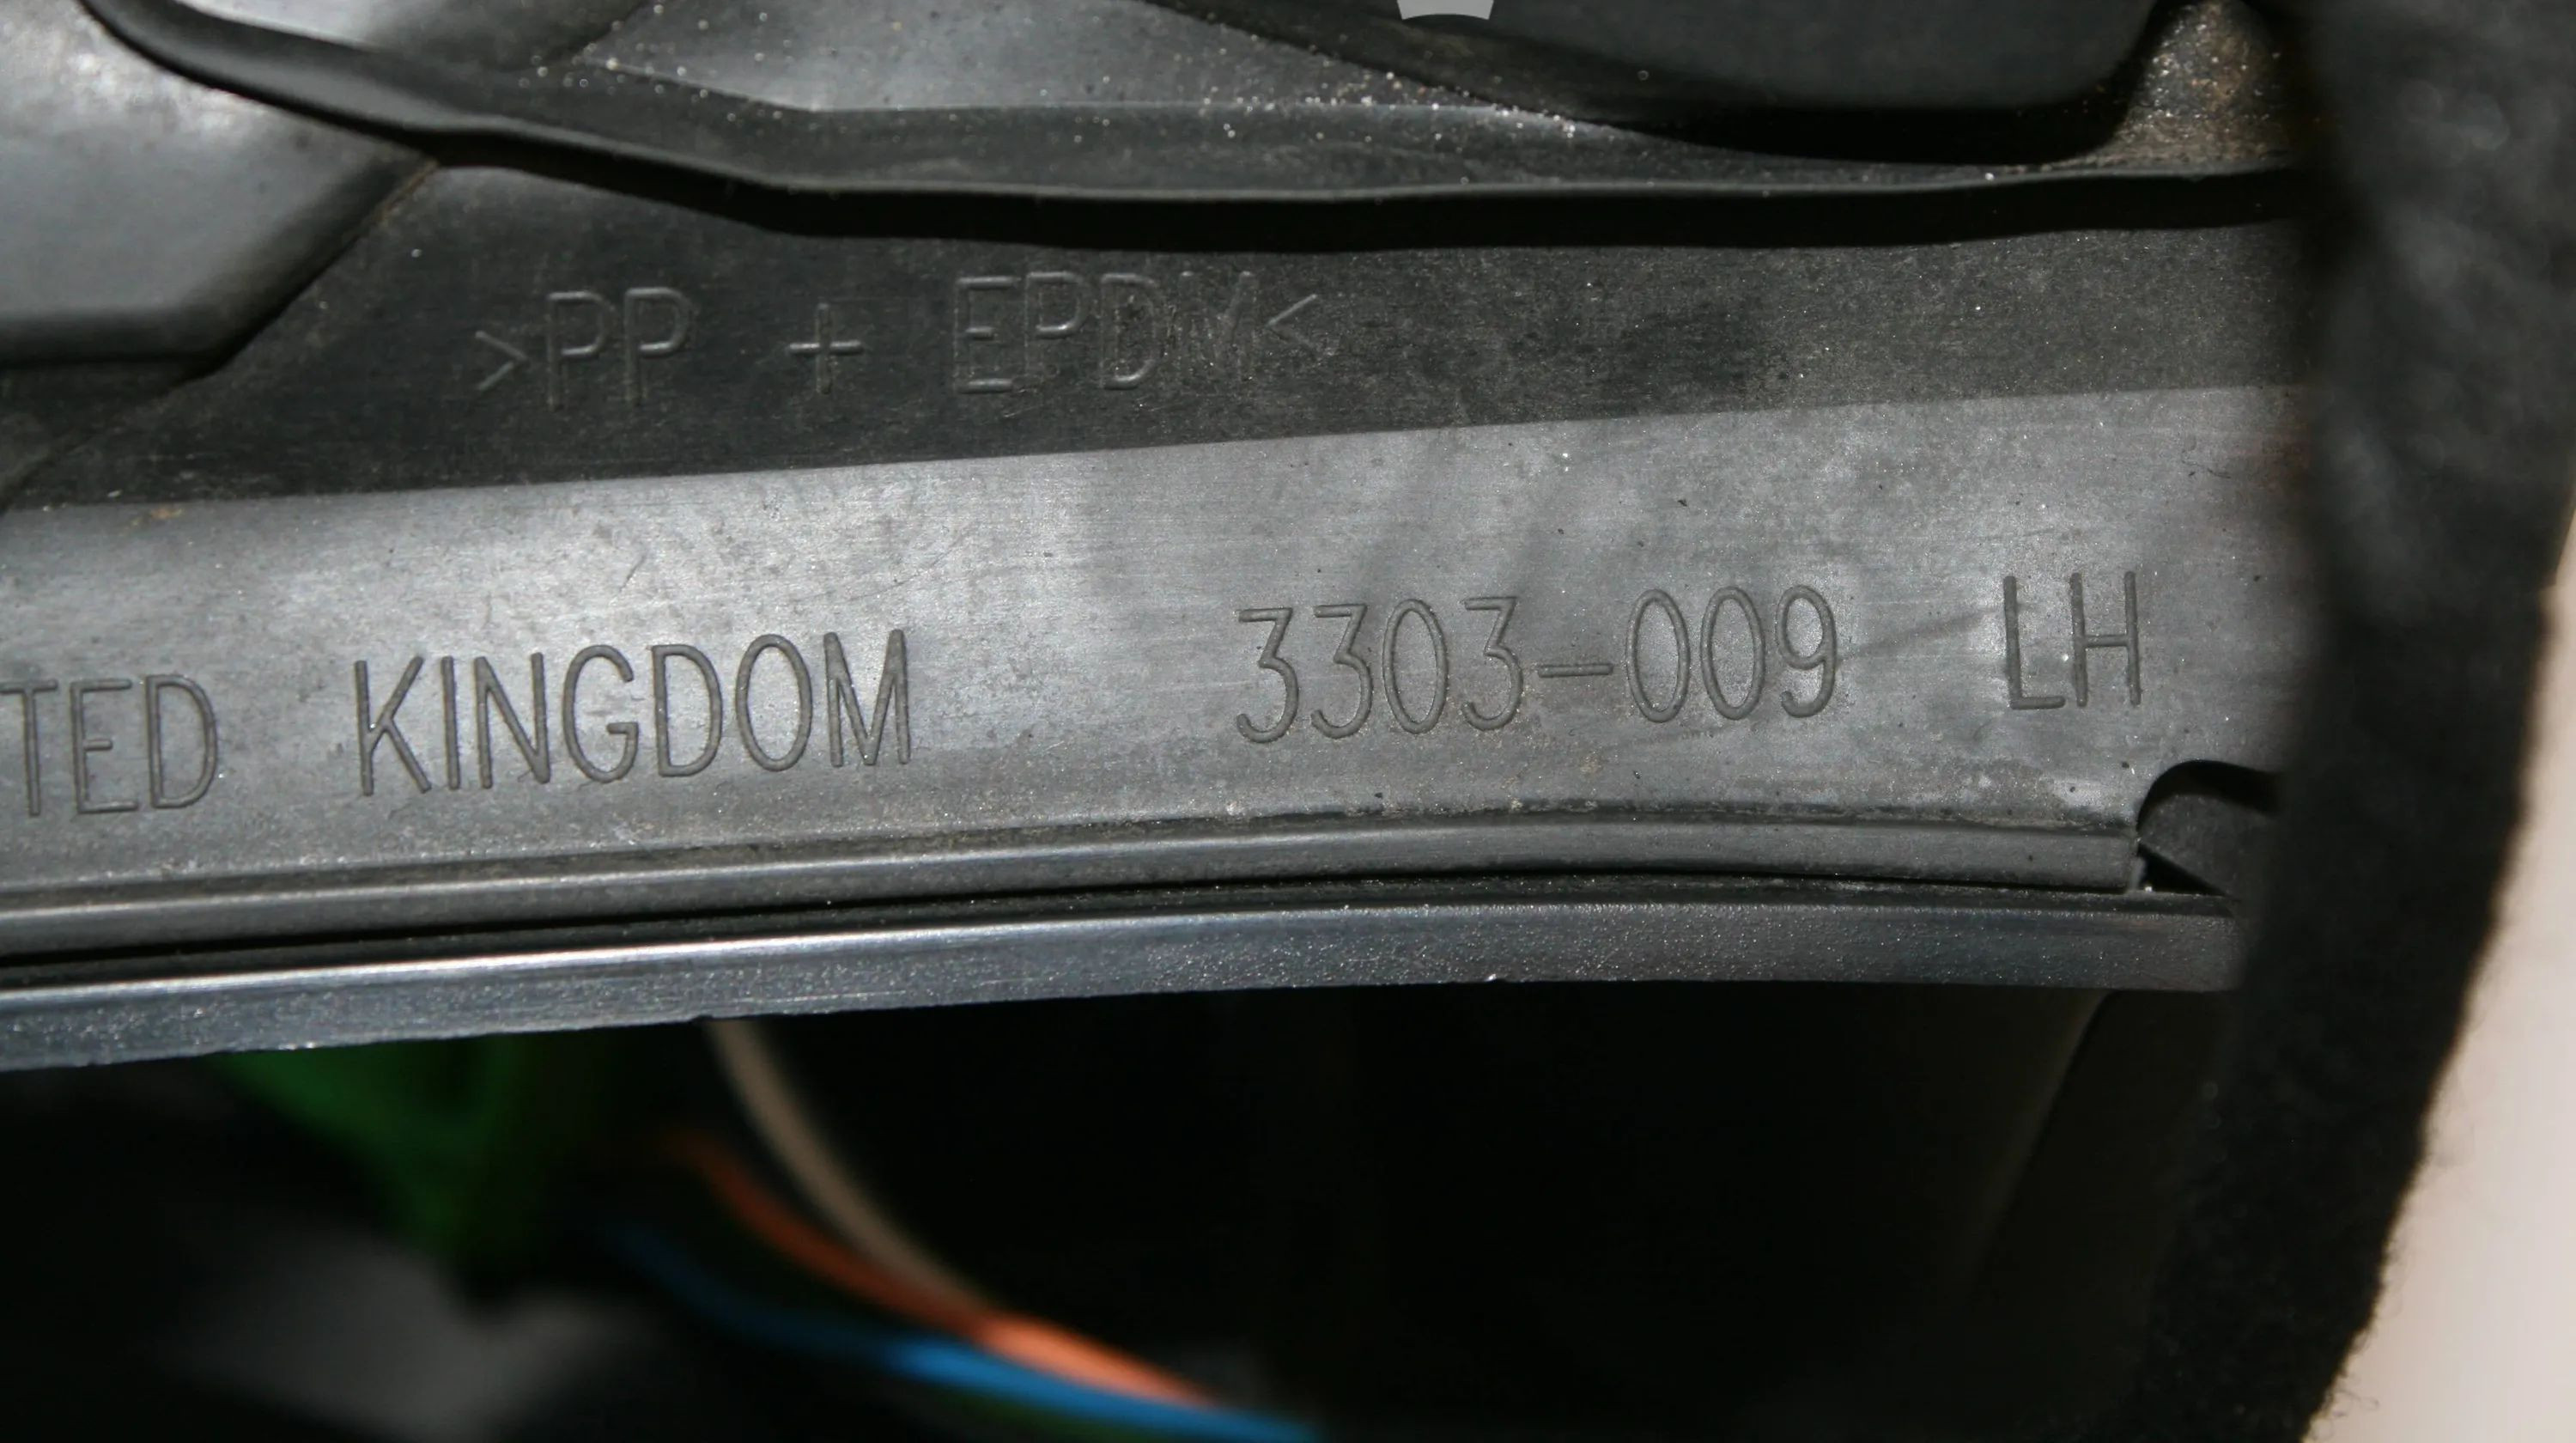 >PP + EPDM<
TED KINGDOM 3303-009 LH